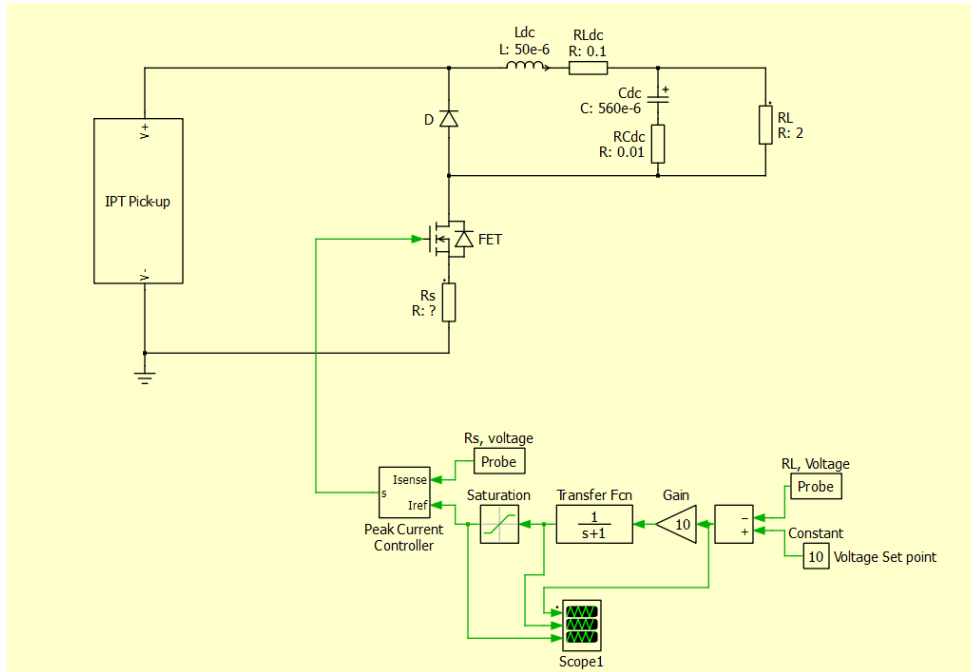 Ldc
L: 50e-6
RLdc
R: 0.1
Cdc
C: 560e-6
RCdc
R: 0.01
RL
R: 2
D
V+
IPT Pick-up
V-
FET
Rs
R: ?
Rs, voltage
Probe
RL, Voltage
Probe
Isense
s
Iref
Peak Current
Controller
Saturation
Transfer Fcn
1
s+1
Gain
10
−
+
Constant
10
Voltage Set point
Scope1